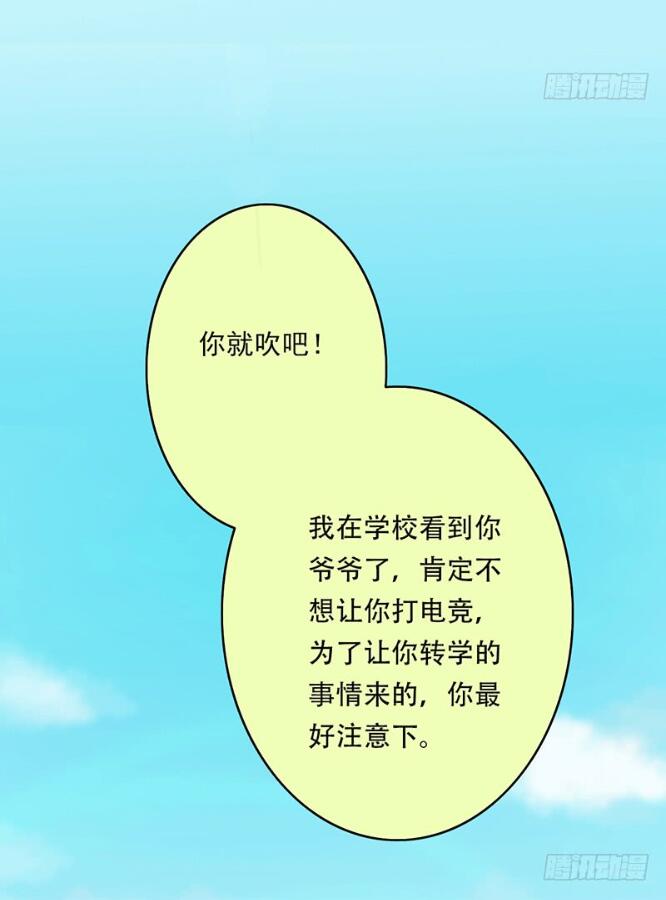 腾讯动漫
你就吹吧！
我在学校看到你
爷爷了，肯定不
想让你打电竞，
为了让你转学的
事情来的，你最
好注意下。
腾讯动漫